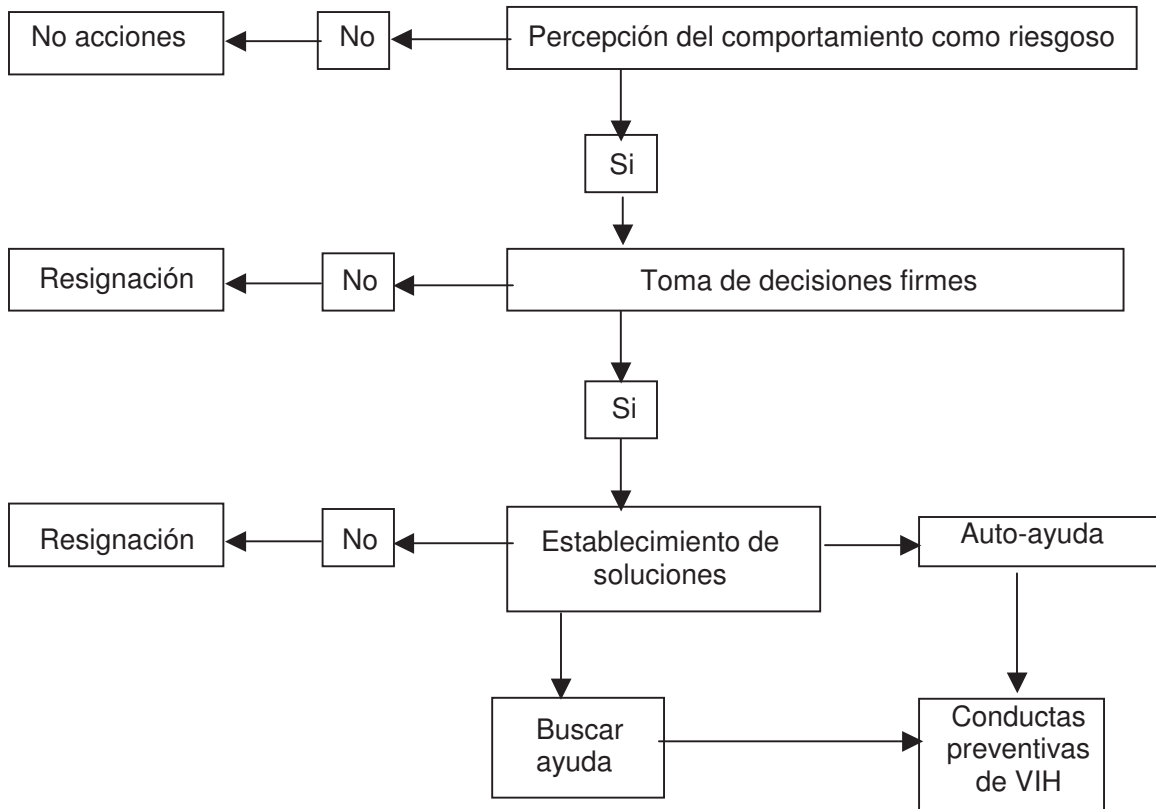 No acciones
No
Percepción del comportamiento como riesgoso
Si
Resignación
No
Toma de decisiones firmes
Si
Resignación
No
Establecimiento de
soluciones
Auto-ayuda
Buscar
ayuda
Conductas
preventivas
de VIH